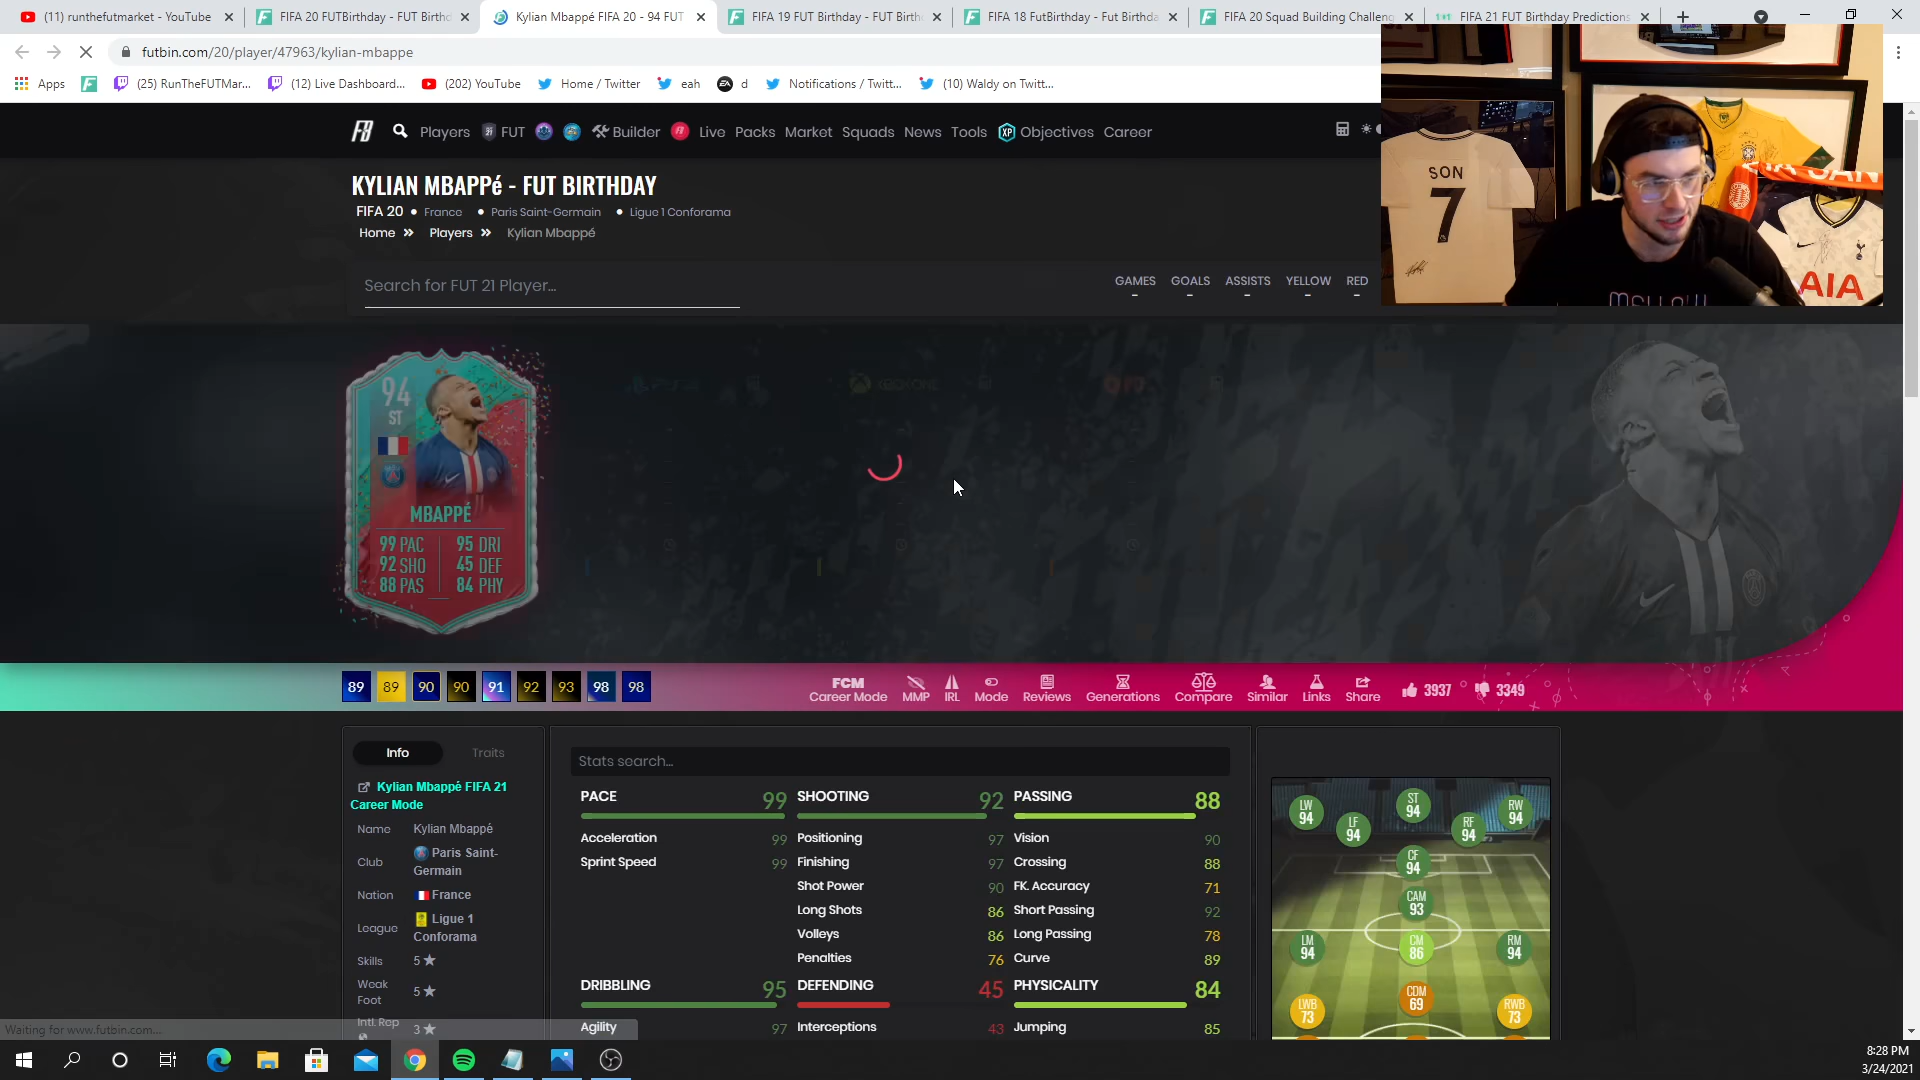 (11) runthefutmarket - YouTube
FIFA 20 FUTBirthday - FUT Birthd
Kylian Mbappé FIFA 20 - 94 FUT
FIFA 19 FUT Birthday - FUT Birth
FIFA 18 FutBirthday - Fut Birthda
FIFA 20 Squad Building Challeng
FIFA 21 FUT Birthday Predictions
futbin.com/20/player/47963/kylian-mbappe
Apps
(25) RunTheFUTMar...
(12) Live Dashboard...
(202) YouTube
Home / Twitter
eah
EA
d
Notifications / Twitt...
(10) Waldy on Twitt...
Players
FUT
Builder
Live
Packs
Market
Squads
News
Tools
XP
Objectives
Career
KYLIAN MBAPPé - FUT BIRTHDAY
FIFA 20 • France • Paris Saint-Germain • Ligue 1 Conforama
Home » Players » Kylian Mbappé
Search for FUT 21 Player...
GAMES GOALS ASSISTS YELLOW RED
- - - - -
SON
7
AIA
94
ST
MBAPPÉ
99 PAC 95 DRI
92 SHO 45 DEF
88 PAS 84 PHY
XBOX ONE
89 89 90 90 91 92 93 98 98
FCM
Career Mode
MMP
IRL
Mode
Reviews
Generations
Compare
Similar
Links
Share
3937
3349
Info
Traits
Kylian Mbappé FIFA 21
Career Mode
Name Kylian Mbappé
Club Paris Saint-
Germain
Nation France
League Ligue 1
Conforama
Skills 5★
Weak
Foot 5★
Intl. Rep 3★
Stats search...
PACE 99
Acceleration 99
Sprint Speed 99
SHOOTING 92
Positioning 97
Finishing 97
Shot Power 90
Long Shots 86
Volleys 86
Penalties 76
PASSING 88
Vision 90
Crossing 88
FK. Accuracy 71
Short Passing 92
Long Passing 78
Curve 89
DRIBBLING 95
Agility 97
DEFENDING 45
Interceptions 43
PHYSICALITY 84
Jumping 85
LW
94
LF
94
ST
94
RF
94
RW
94
CF
94
CAM
93
LM
94
CM
86
RM
94
LWB
73
CDM
69
RWB
73
Waiting for www.futbin.com...
8:28 PM
3/24/2021